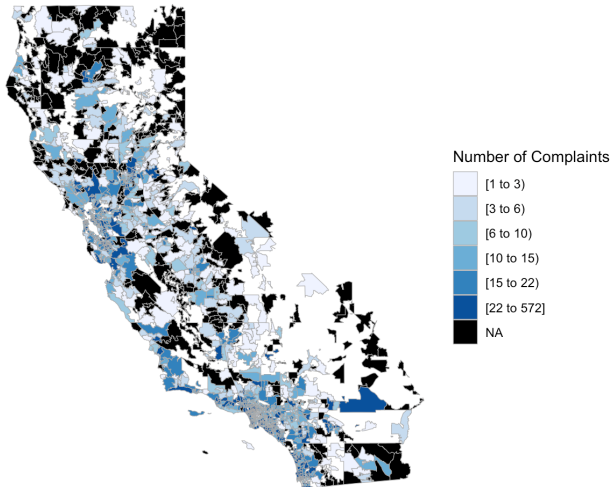 Number of Complaints
[1 to 3)
[3 to 6)
[6 to 10)
[10 to 15)
[15 to 22)
[22 to 572]
NA